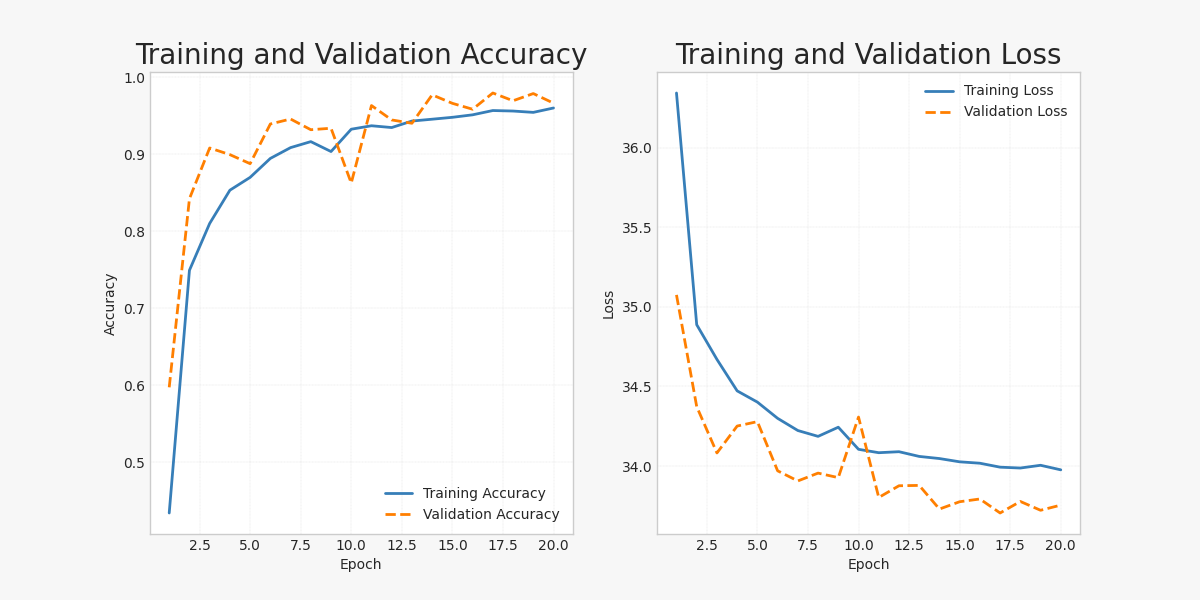 Training and Validation Accuracy
1.0
0.9
0.8
0.7
0.6
0.5
Accuracy
Training Accuracy
Validation Accuracy
2.5 5.0 7.5 10.0 12.5 15.0 17.5 20.0
Epoch
Training and Validation Loss
Training Loss
Validation Loss
36.0
35.5
35.0
34.5
34.0
Loss
2.5 5.0 7.5 10.0 12.5 15.0 17.5 20.0
Epoch